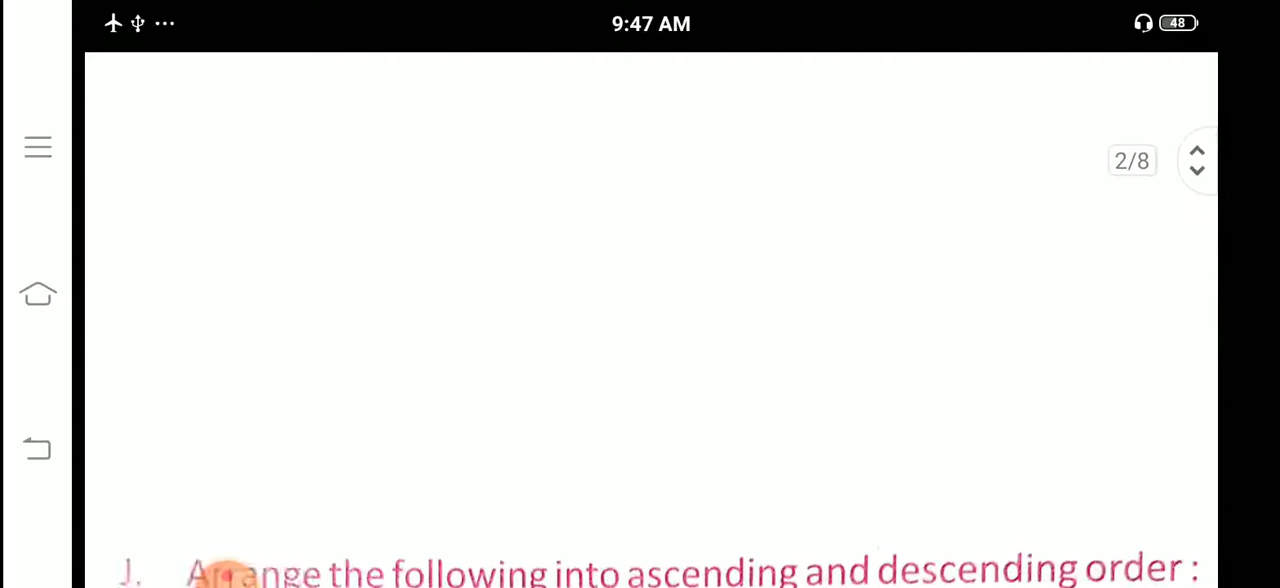 9:47 AM
48
2/8
J. Arrange the following into ascending and descending order :